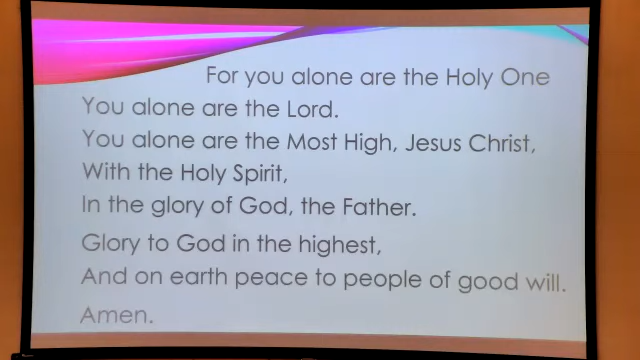 For you alone are the Holy One
You alone are the Lord.
You alone are the Most High, Jesus Christ,
With the Holy Spirit,
In the glory of God, the Father.
Glory to God in the highest,
And on earth peace to people of good will.
Amen.